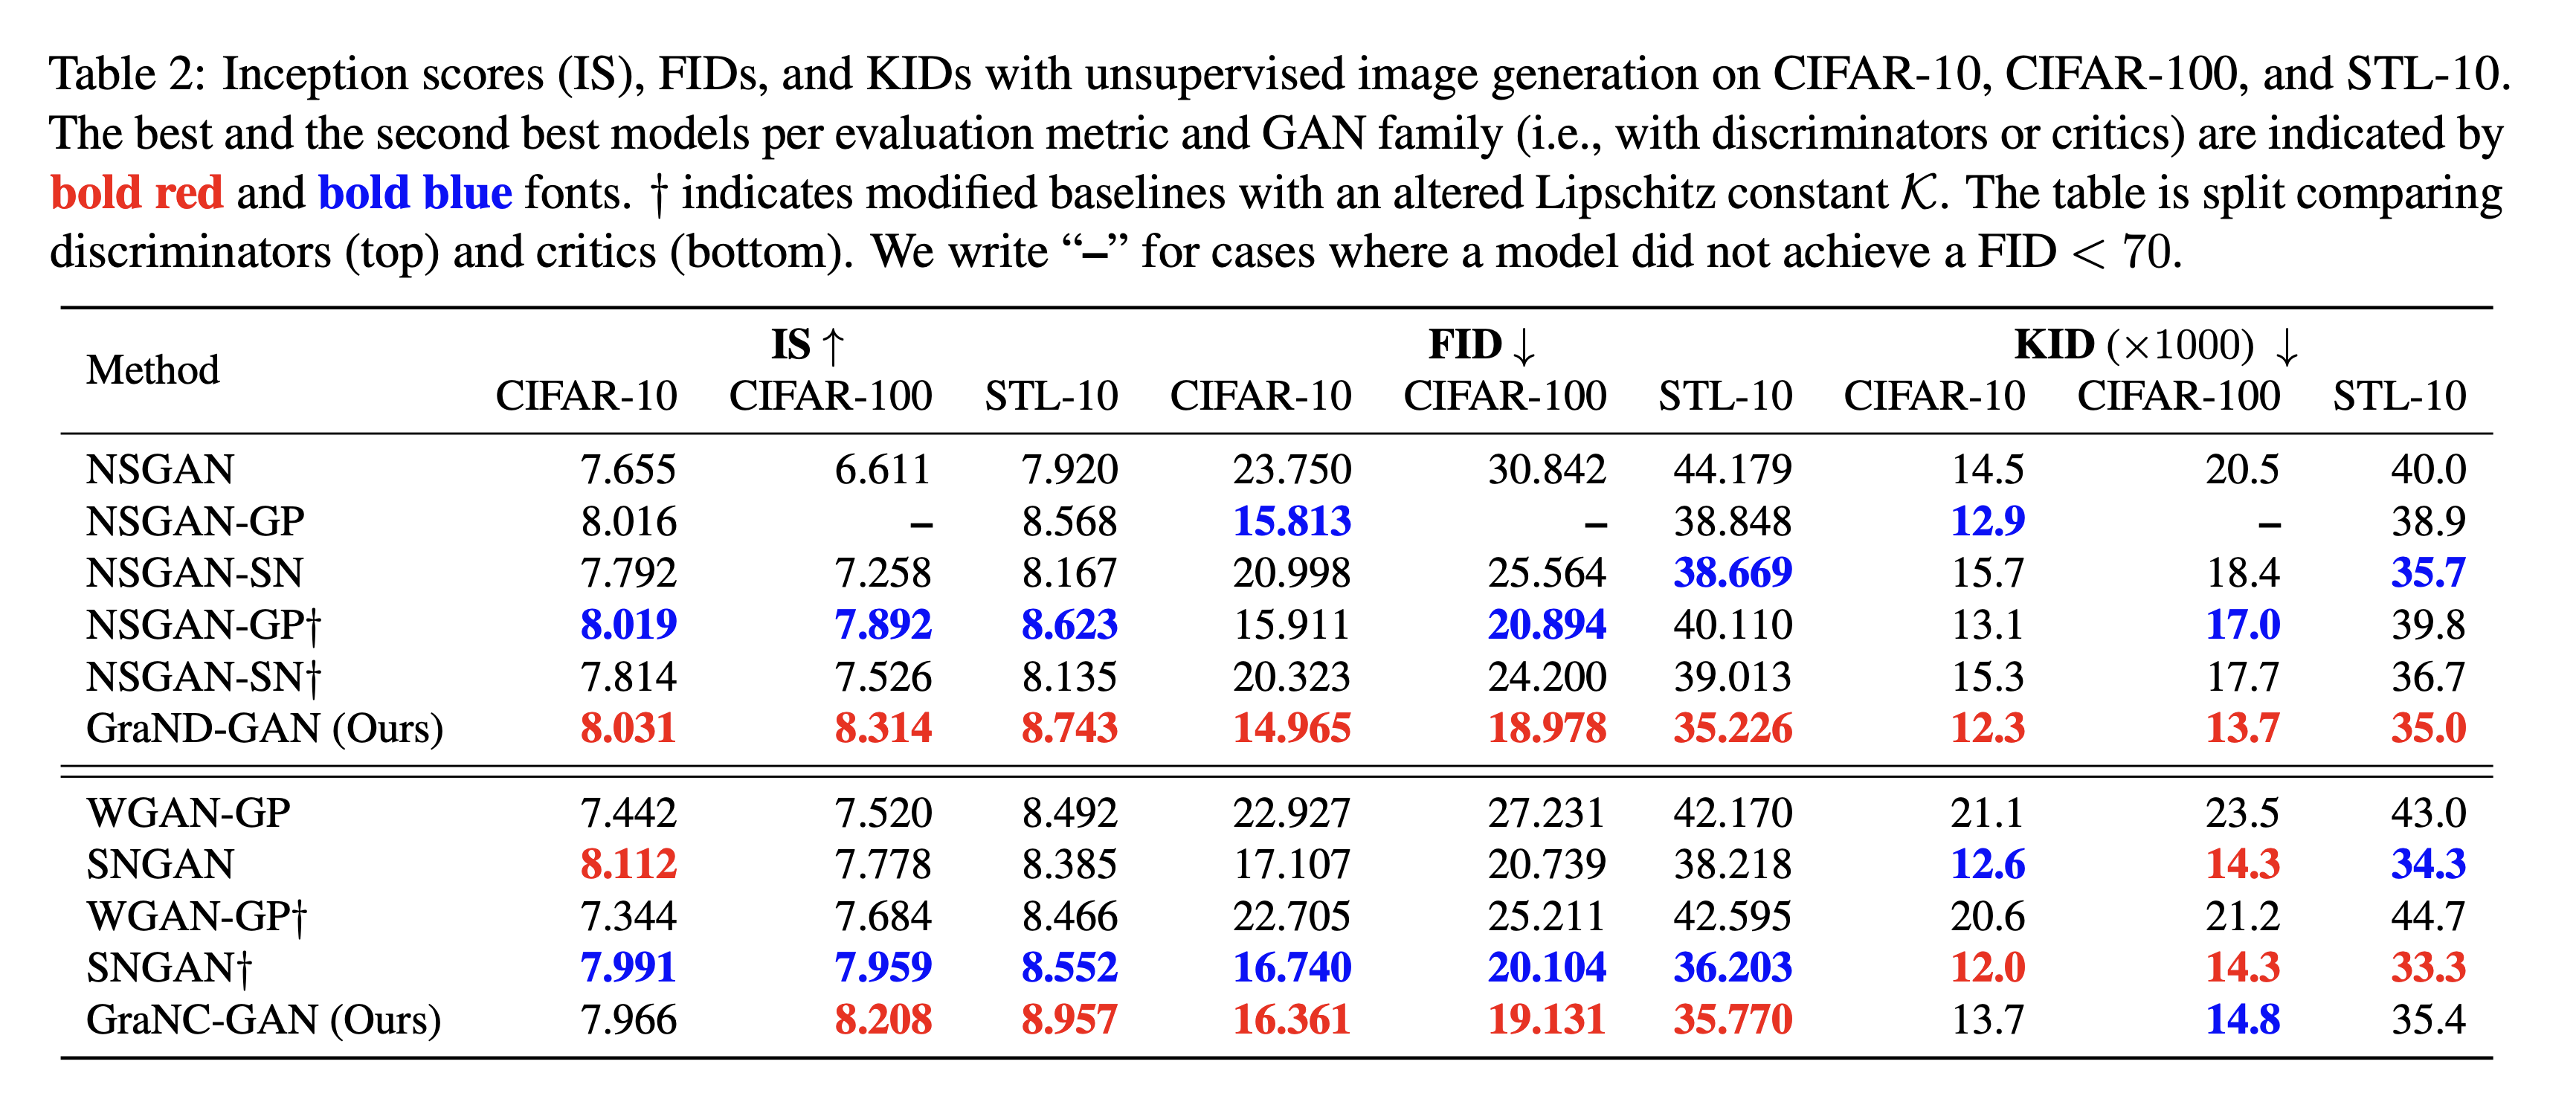 Table 2: Inception scores (IS), FIDs, and KIDs with unsupervised image generation on CIFAR-10, CIFAR-100, and STL-10.
The best and the second best models per evaluation metric and GAN family (i.e., with discriminators or critics) are indicated by
bold red and bold blue fonts. † indicates modified baselines with an altered Lipschitz constant 𝒦. The table is split comparing
discriminators (top) and critics (bottom). We write “–” for cases where a model did not achieve a FID < 70.
Method IS ↑ FID ↓ KID (×1000) ↓
CIFAR-10 CIFAR-100 STL-10 CIFAR-10 CIFAR-100 STL-10 CIFAR-10 CIFAR-100 STL-10
NSGAN 7.655 6.611 7.920 23.750 30.842 44.179 14.5 20.5 40.0
NSGAN-GP 8.016 – 8.568 15.813 – 38.848 12.9 – 38.9
NSGAN-SN 7.792 7.258 8.167 20.998 25.564 38.669 15.7 18.4 35.7
NSGAN-GP† 8.019 7.892 8.623 15.911 20.894 40.110 13.1 17.0 39.8
NSGAN-SN† 7.814 7.526 8.135 20.323 24.200 39.013 15.3 17.7 36.7
GraND-GAN (Ours) 8.031 8.314 8.743 14.965 18.978 35.226 12.3 13.7 35.0
WGAN-GP 7.442 7.520 8.492 22.927 27.231 42.170 21.1 23.5 43.0
SNGAN 8.112 7.778 8.385 17.107 20.739 38.218 12.6 14.3 34.3
WGAN-GP† 7.344 7.684 8.466 22.705 25.211 42.595 20.6 21.2 44.7
SNGAN† 7.991 7.959 8.552 16.740 20.104 36.203 12.0 14.3 33.3
GraNC-GAN (Ours) 7.966 8.208 8.957 16.361 19.131 35.770 13.7 14.8 35.4